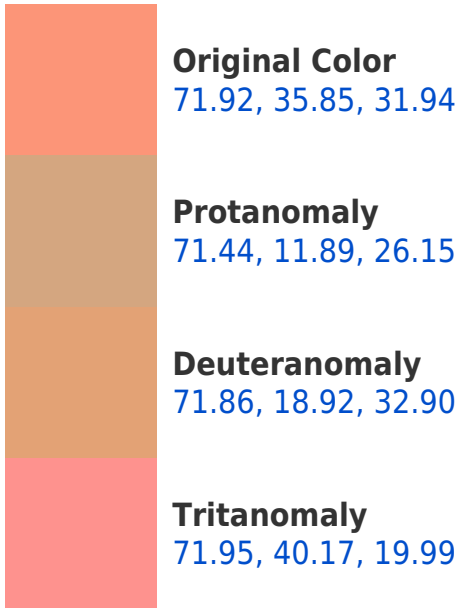 Original Color
71.92, 35.85, 31.94
Protanomaly
71.44, 11.89, 26.15
Deuteranomaly
71.86, 18.92, 32.90
Tritanomaly
71.95, 40.17, 19.99